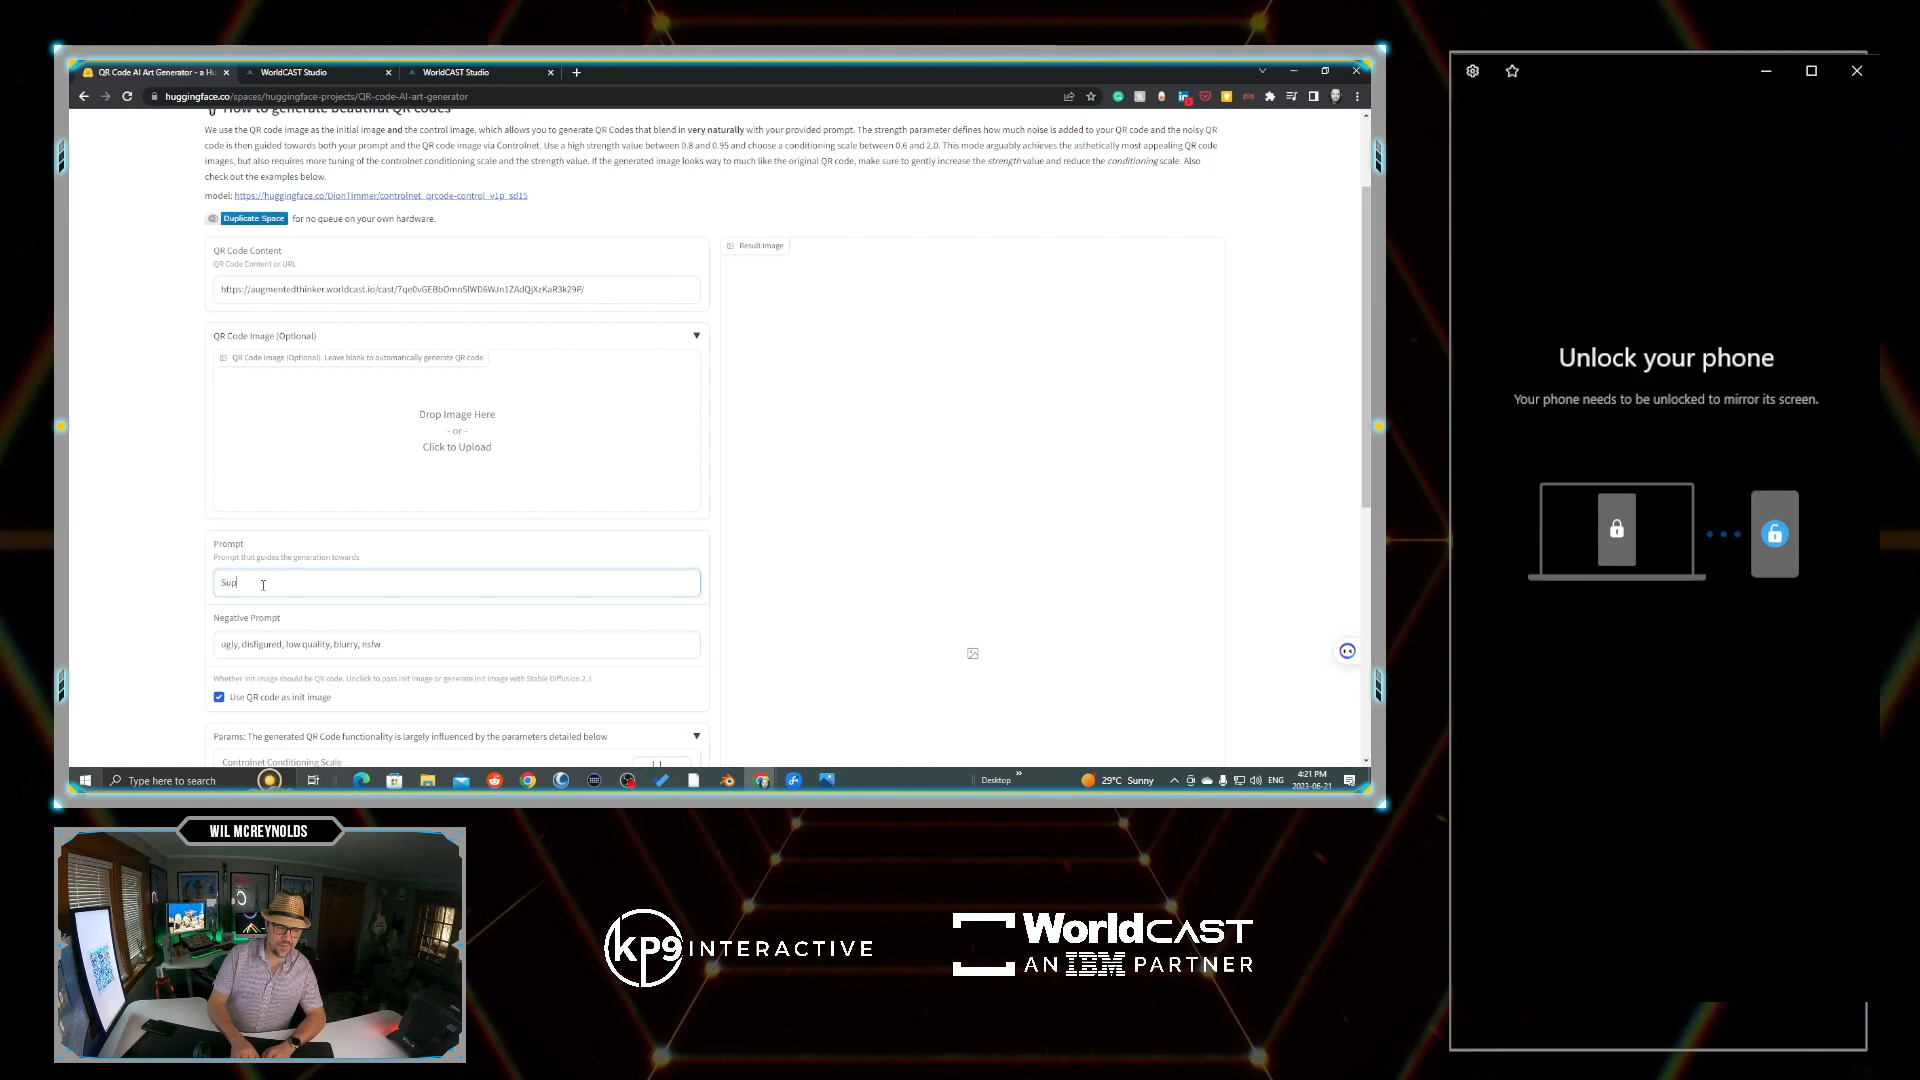 QR Code AI Art Generator - a Hu
WorldCAST Studio
WorldCAST Studio
huggingface.co/spaces/huggingface-projects/QR-code-AI-art-generator
How to generate beautiful QR codes
We use the QR code image as the initial image and the control image, which allows you to generate QR Codes that blend in very naturally with your provided prompt. The strength parameter defines how much noise is added to your QR code and the noisy QR
code is then guided towards both your prompt and the QR code image via Controlnet. Use a high strength value between 0.8 and 0.95 and choose a conditioning scale between 0.6 and 2.0. This mode arguably achieves the asthetically most appealing QR code
images, but also requires more tuning of the controlnet conditioning scale and the strength value. If the generated image looks way to much like the original QR code, make sure to gently increase the strength value and reduce the conditioning scale. Also
check out the examples below.
model: https://huggingface.co/DionTimmer/controlnet_qrcode-control_v1p_sd15
Duplicate Space for no queue on your own hardware.
QR Code Content
QR Code Content or URL
https://augmentedthinker.worldcast.io/cast/7qe0vGEBbOmn5IWD6WJn1ZAdQjXzKaR3k29P/
Result Image
QR Code Image (Optional)
QR Code Image (Optional). Leave blank to automatically generate QR code
Drop Image Here
- or -
Click to Upload
Prompt
Prompt that guides the generation towards
Sup
Negative Prompt
ugly, disfigured, low quality, blurry, nsfw
Whether init image should be QR code. Unclick to pass init image or generate init image with Stable Diffusion 2.1
Use QR code as init image
Params: The generated QR Code functionality is largely influenced by the parameters detailed below
Controlnet Conditioning Scale
1.1
Type here to search
Desktop
29°C Sunny
ENG
4:21 PM
2023-06-21
Unlock your phone
Your phone needs to be unlocked to mirror its screen.
WIL MCREYNOLDS
KP9 INTERACTIVE
WorldCAST
AN IBM PARTNER